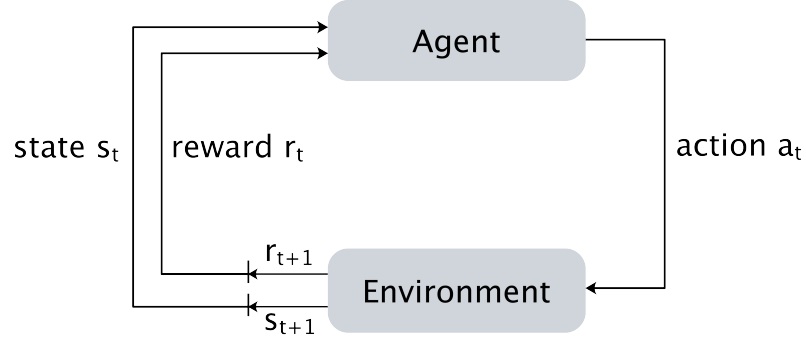 Agent
state sₜ
reward rₜ
action aₜ
rₜ₊₁
Environment
sₜ₊₁